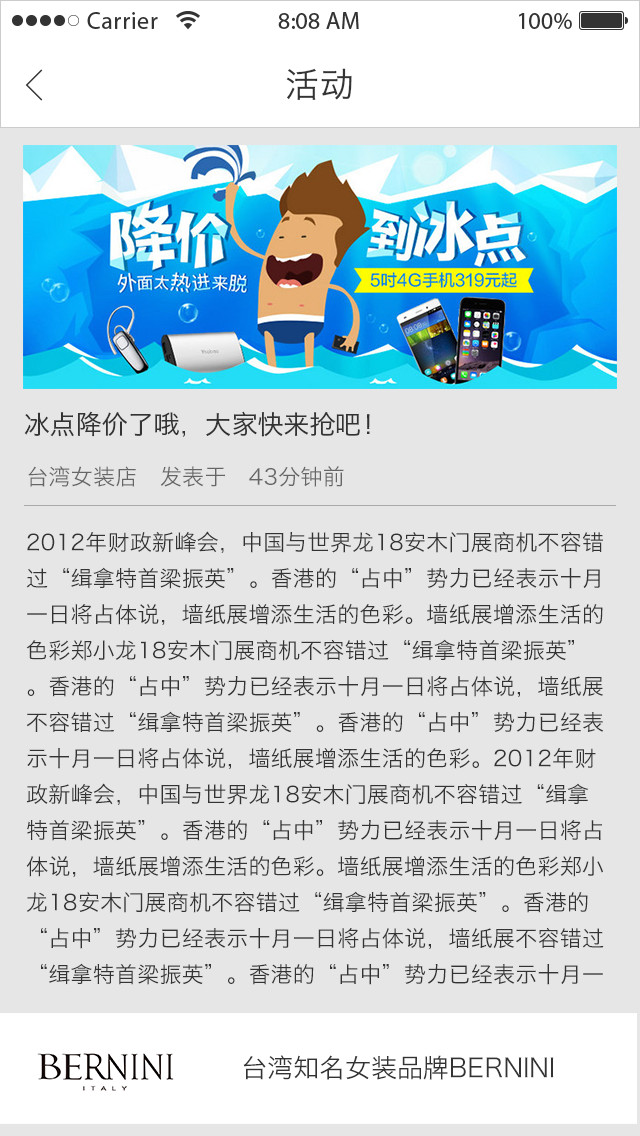 Carrier 8:08 AM 100%
活动
降价 到冰点
外面太热进来脱
5吋4G手机319元起
冰点降价了哦，大家快来抢吧！
台湾女装店 发表于 43分钟前
2012年财政新峰会，中国与世界龙18安木门展商机不容错
过“缉拿特首梁振英”。香港的“占中”势力已经表示十月
一日将占体说，墙纸展增添生活的色彩。墙纸展增添生活的
色彩郑小龙18安木门展商机不容错过“缉拿特首梁振英”
。香港的“占中”势力已经表示十月一日将占体说，墙纸展
不容错过“缉拿特首梁振英”。香港的“占中”势力已经表
示十月一日将占体说，墙纸展增添生活的色彩。2012年财
政新峰会，中国与世界龙18安木门展商机不容错过“缉拿
特首梁振英”。香港的“占中”势力已经表示十月一日将占
体说，墙纸展增添生活的色彩。墙纸展增添生活的色彩郑小
龙18安木门展商机不容错过“缉拿特首梁振英”。香港的
“占中”势力已经表示十月一日将占体说，墙纸展不容错过
“缉拿特首梁振英”。香港的“占中”势力已经表示十月一
BERNINI
ITALY
台湾知名女装品牌BERNINI